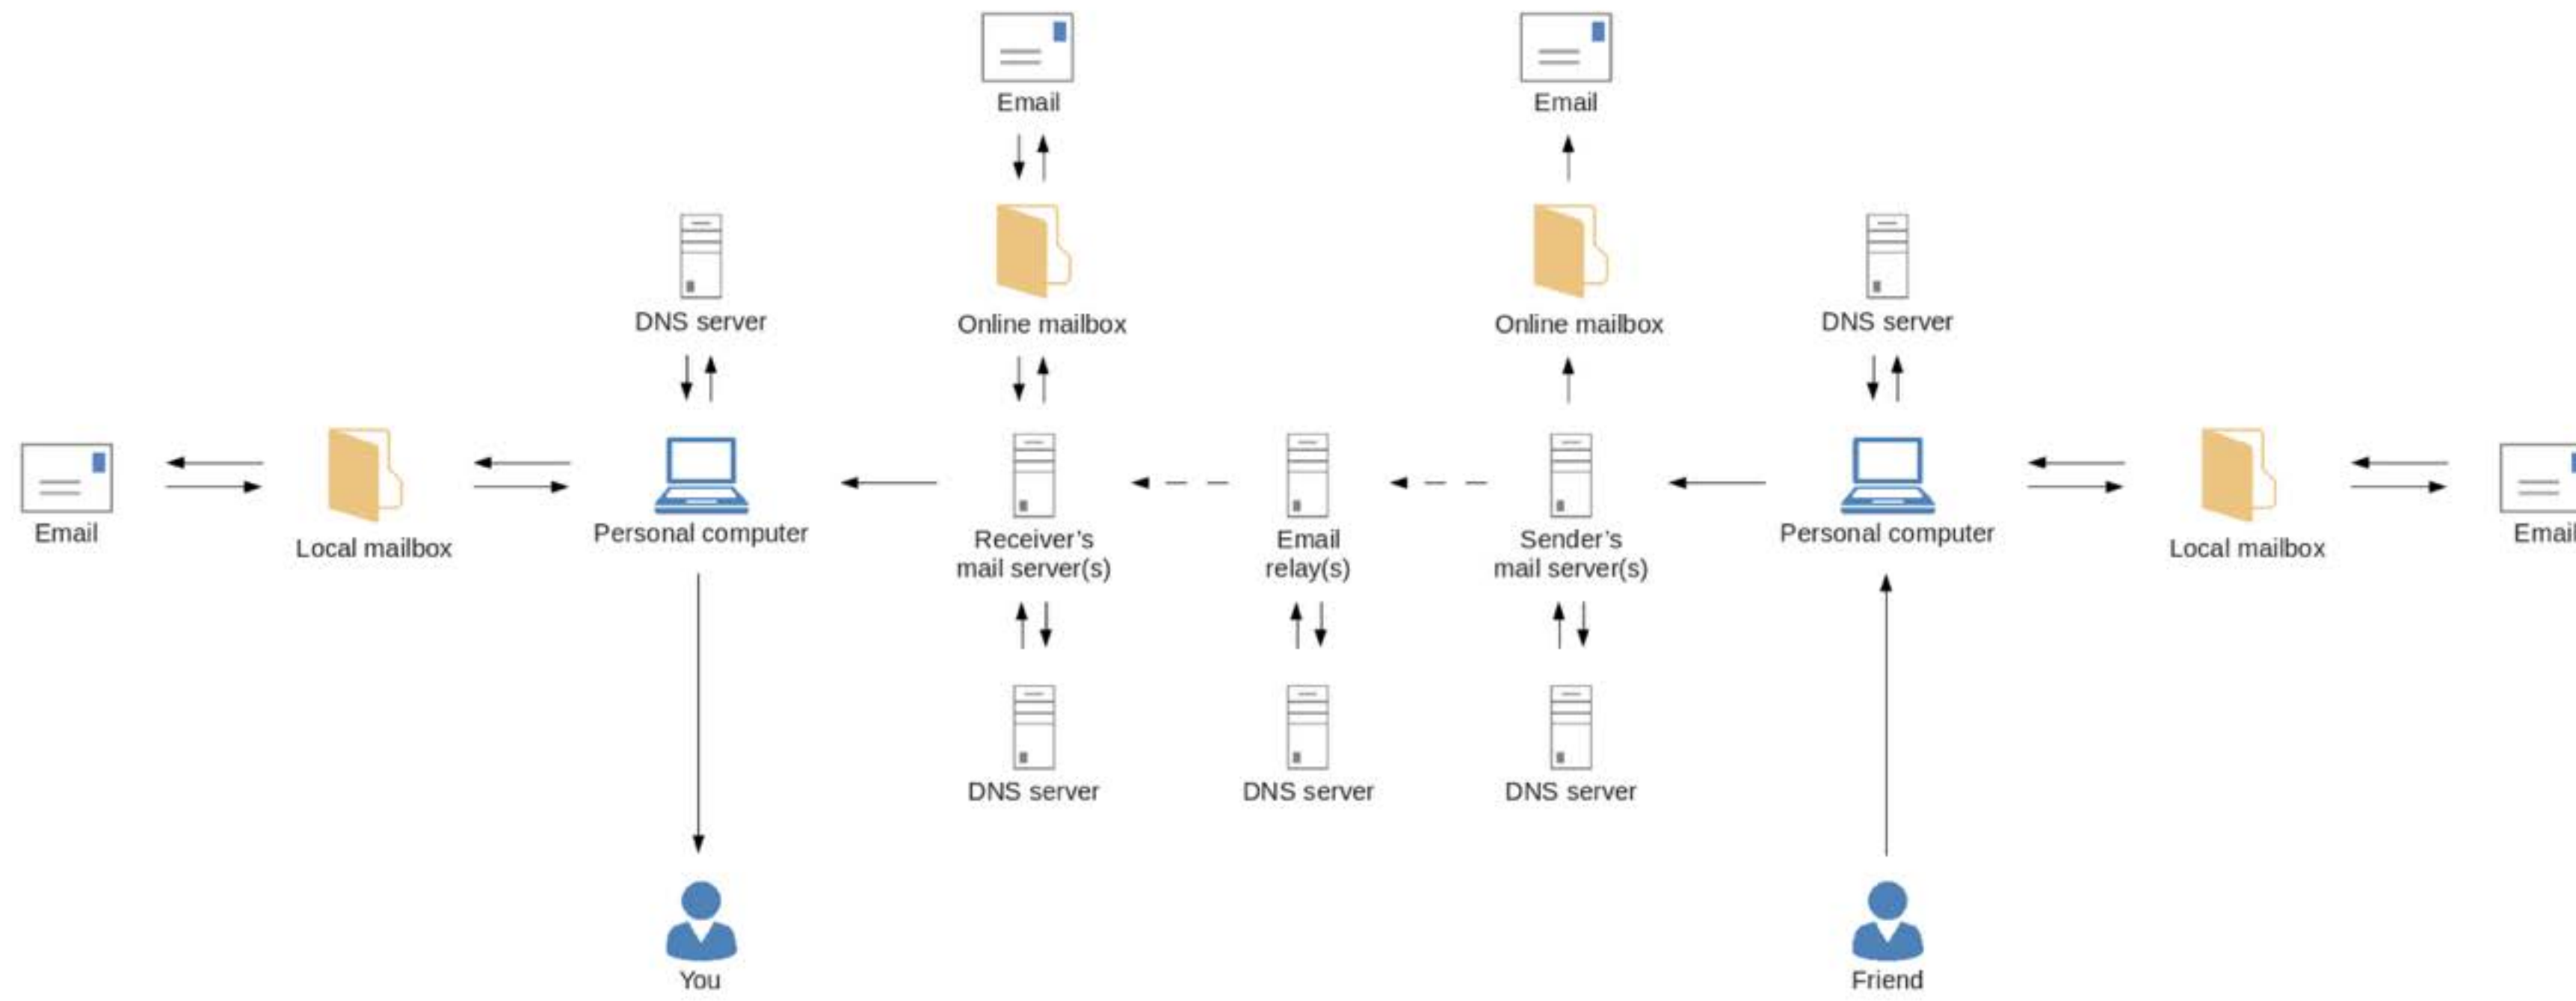 Email
Email
DNS server
Online mailbox
Online mailbox
DNS server
Email
Local mailbox
Personal computer
Receiver’s
mail server(s)
Email
relay(s)
Sender’s
mail server(s)
Personal computer
Local mailbox
Email
DNS server
DNS server
DNS server
You
Friend